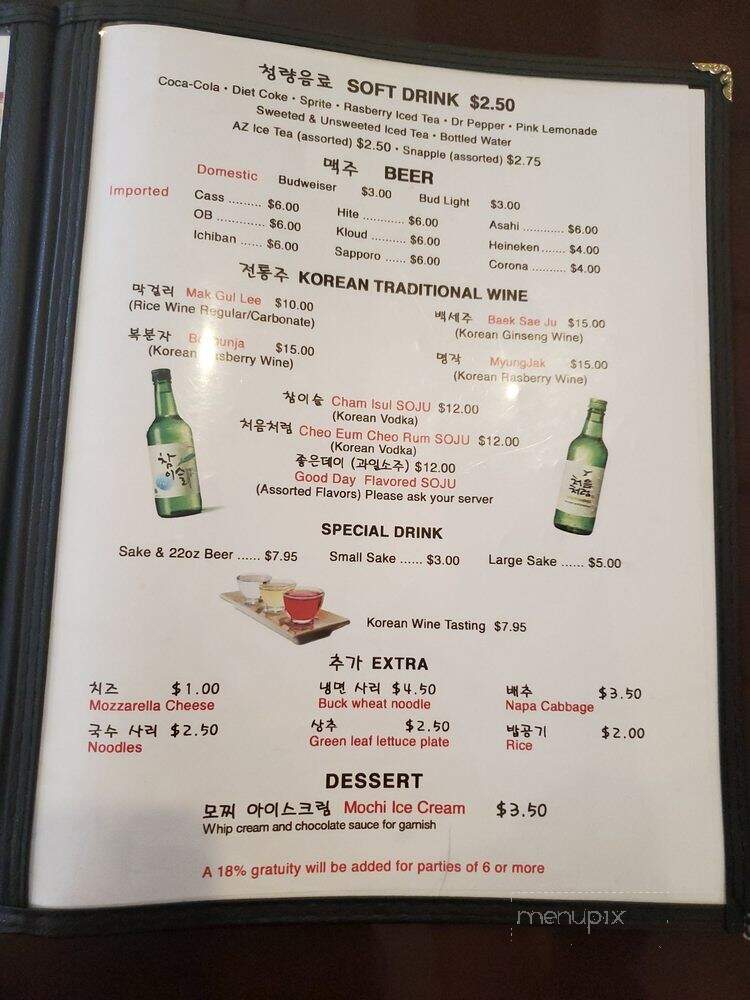 청량음료 SOFT DRINK $2.50
Coca-Cola • Diet Coke • Sprite • Rasberry Iced Tea • Dr Pepper • Pink Lemonade
Sweeted & Unsweeted Iced Tea • Bottled Water
AZ Ice Tea (assorted) $2.50 • Snapple (assorted) $2.75
맥주 BEER
Domestic Budweiser $3.00 Bud Light $3.00
Imported Cass ......... $6.00 Hite ............ $6.00 Asahi ............ $6.00
OB ............ $6.00 Kloud .......... $6.00 Heineken....... $4.00
Ichiban ...... $6.00 Sapporo ...... $6.00 Corona .......... $4.00
전통주 KOREAN TRADITIONAL WINE
막걸리 Mak Gul Lee $10.00 백세주 Baek Sae Ju $15.00
(Rice Wine Regular/Carbonate) (Korean Ginseng Wine)
복분자 $15.00 명작 MyungJak $15.00
(Korean Wine) (Korean Rasberry Wine)
참이슬 Cham Isul SOJU $12.00
(Korean Vodka)
처음처럼 Cheo Eum Cheo Rum SOJU $12.00
(Korean Vodka)
좋은데이 (과일소주) $12.00
Good Day Flavored SOJU
(Assorted Flavors) Please ask your server
참이슬
처음처럼
SPECIAL DRINK
Sake & 22oz Beer ...... $7.95 Small Sake ...... $3.00 Large Sake ...... $5.00
Korean Wine Tasting $7.95
추가 EXTRA
치즈 $1.00 냉면 사리 $4.50 배추 $3.50
Mozzarella Cheese Buck wheat noodle Napa Cabbage
국수 사리 $2.50 상추 $2.50 밥공기 $2.00
Noodles Green leaf lettuce plate Rice
DESSERT
모찌 아이스크림 Mochi Ice Cream $3.50
Whip cream and chocolate sauce for garnish
A 18% gratuity will be added for parties of 6 or more
menupix